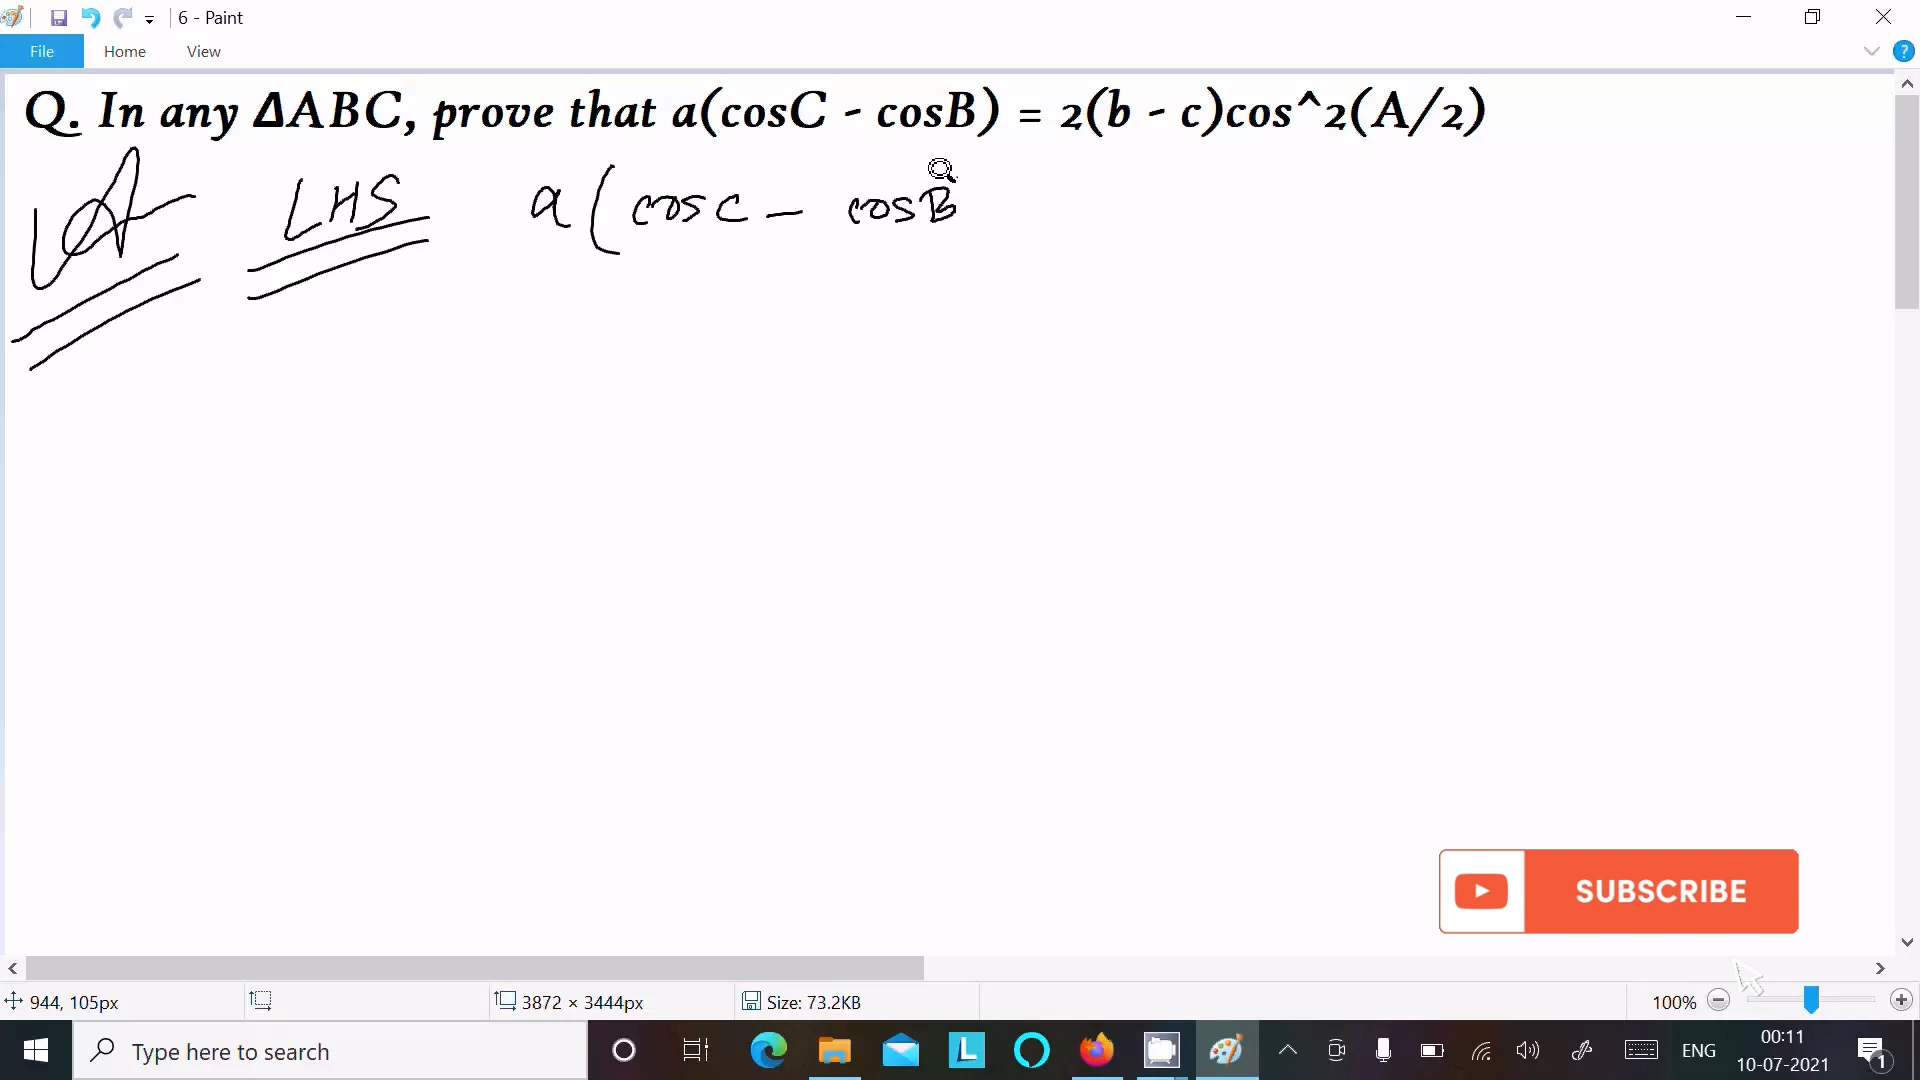 6 - Paint
File Home View
Q. In any ΔABC, prove that a(cosC - cosB) = 2(b - c)cos^2(A/2)
LHS a(cosC - cosB
SUBSCRIBE
944, 105px 3872 × 3444px Size: 73.2KB 100%
Type here to search L ENG 00:11
10-07-2021 1